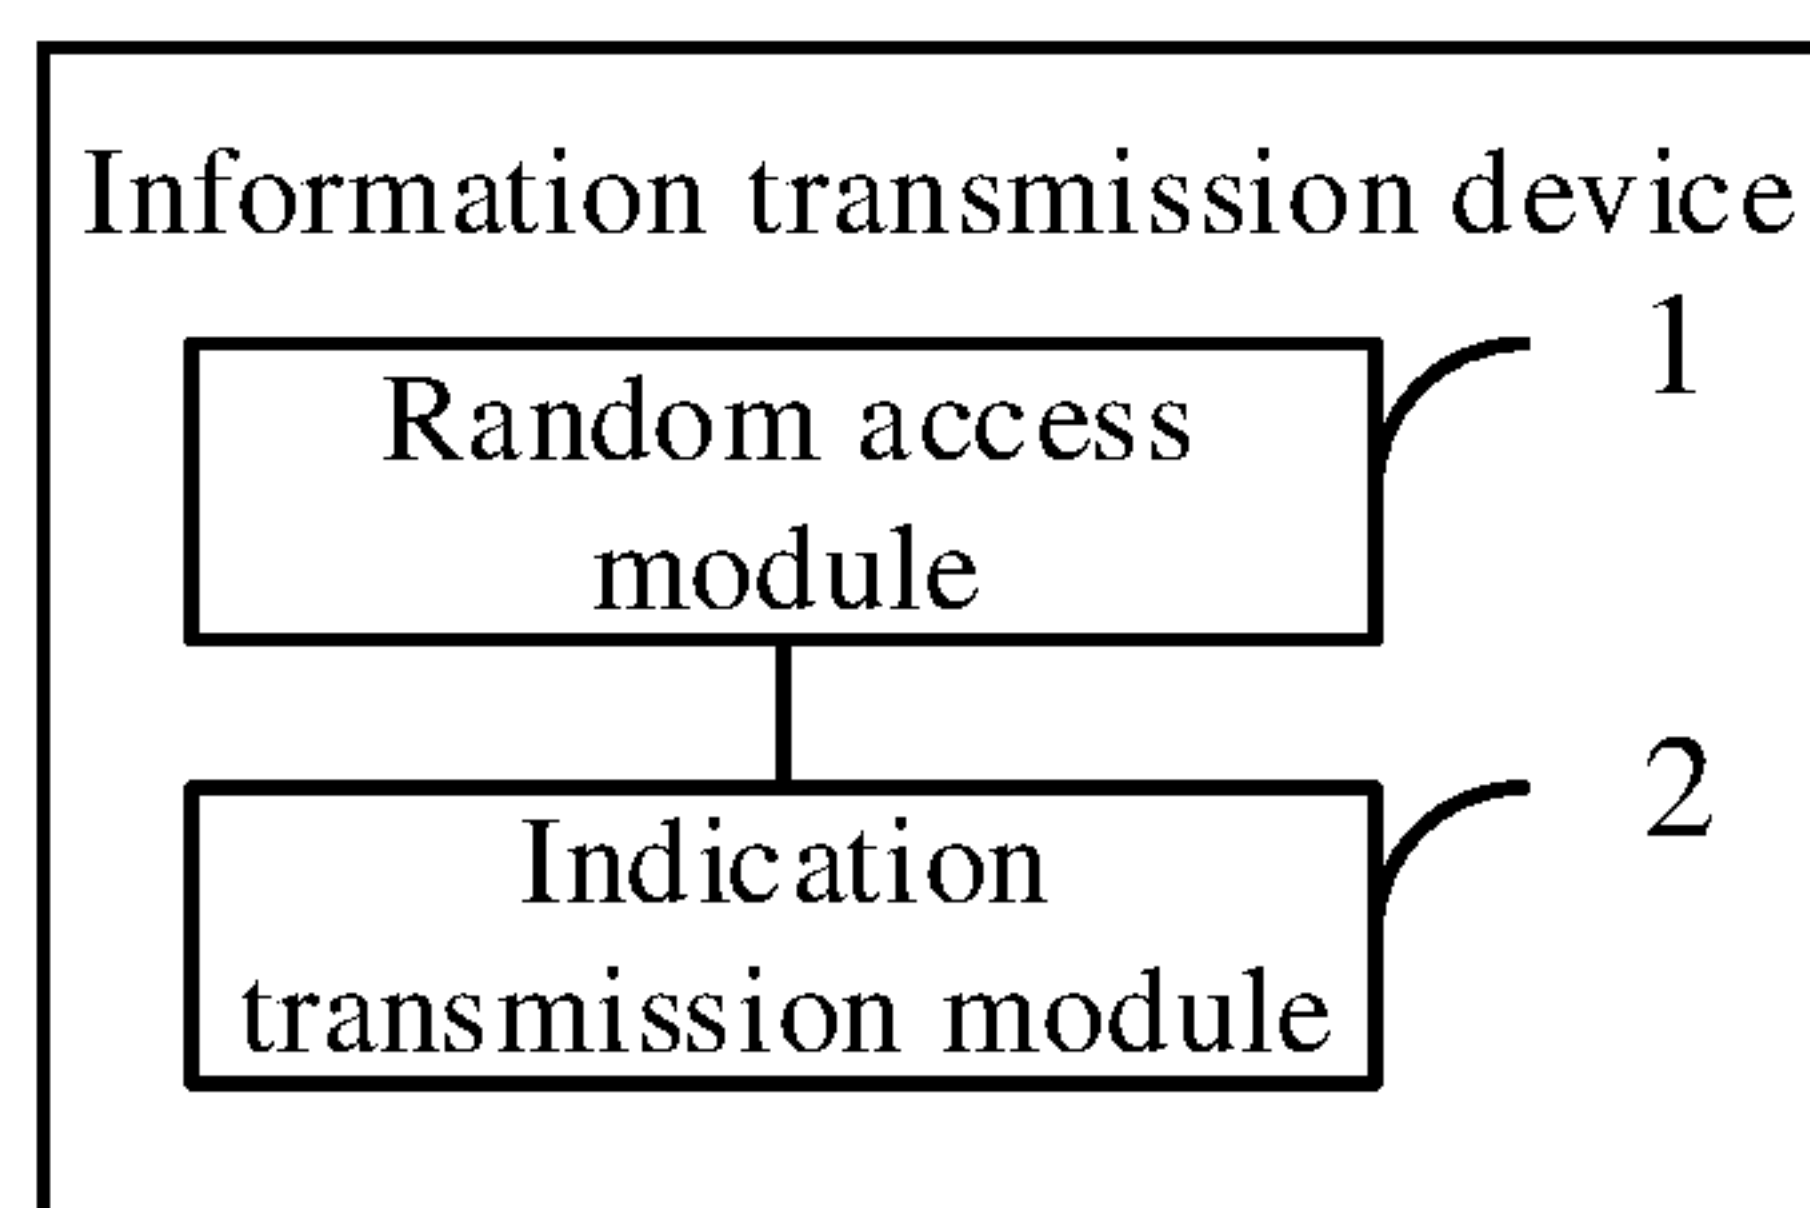 Information transmission device
1
Random access
module
2
Indication
transmission module